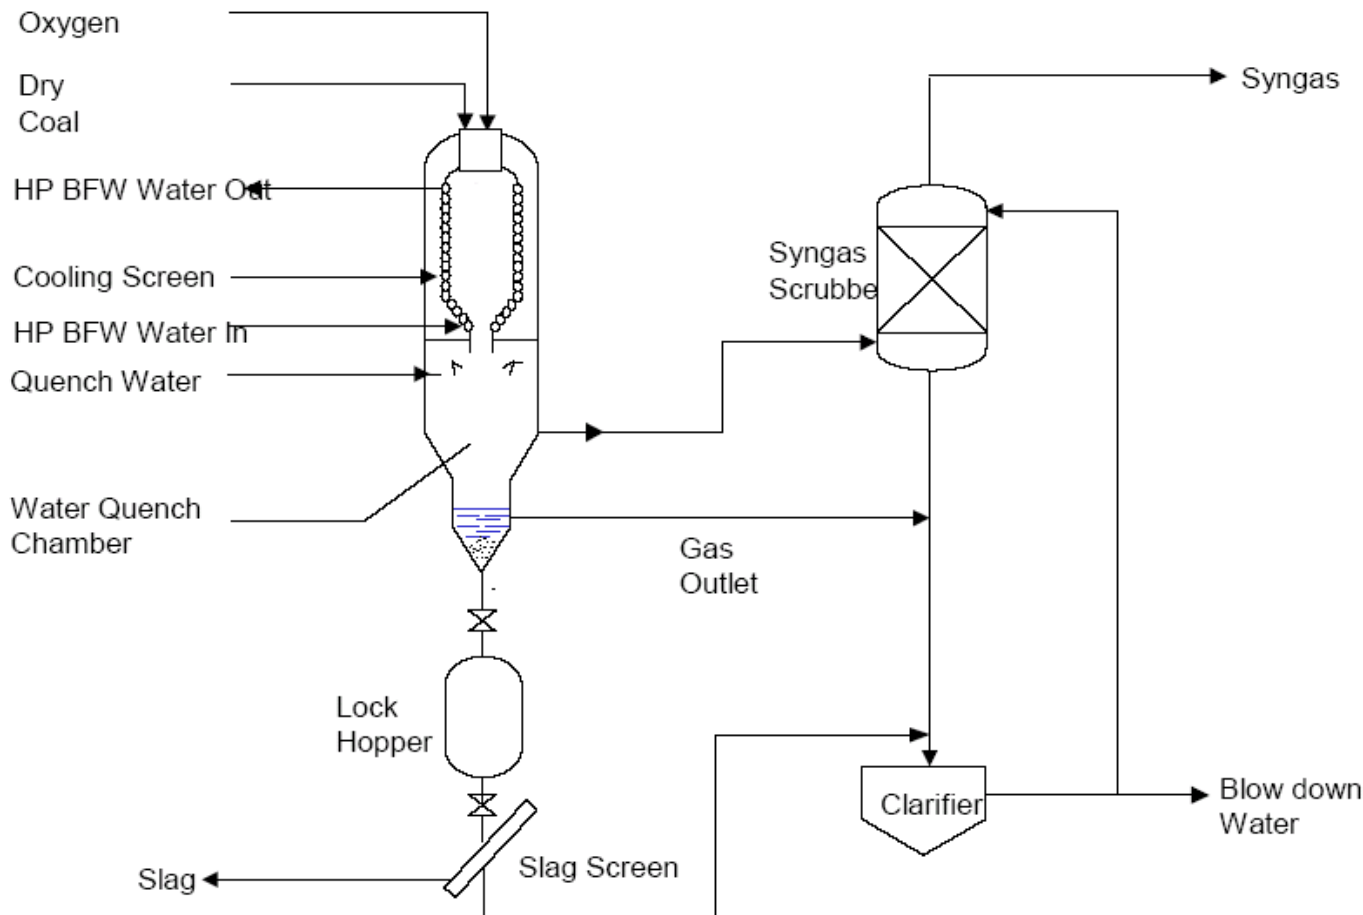 Oxygen
Dry
Coal
HP BFW Water Out
Cooling Screen
HP BFW Water In
Quench Water
Water Quench
Chamber
Syngas
Syngas
Scrubbe
Gas
Outlet
Lock
Hopper
Clarifier
Blow down
Water
Slag Screen
Slag